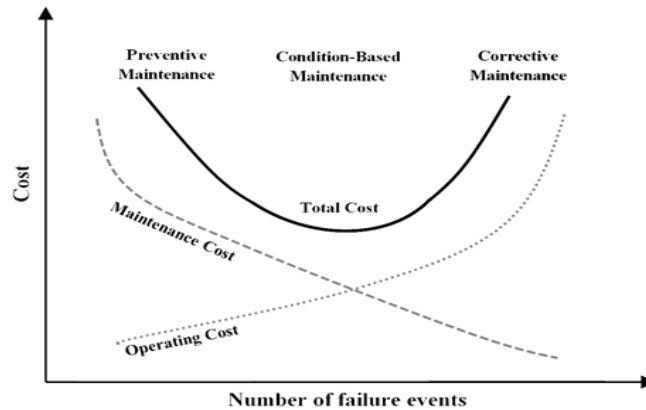 Preventive
Maintenance
Condition-Based
Maintenance
Corrective
Maintenance
Cost
Total Cost
Maintenance Cost
Operating Cost
Number of failure events